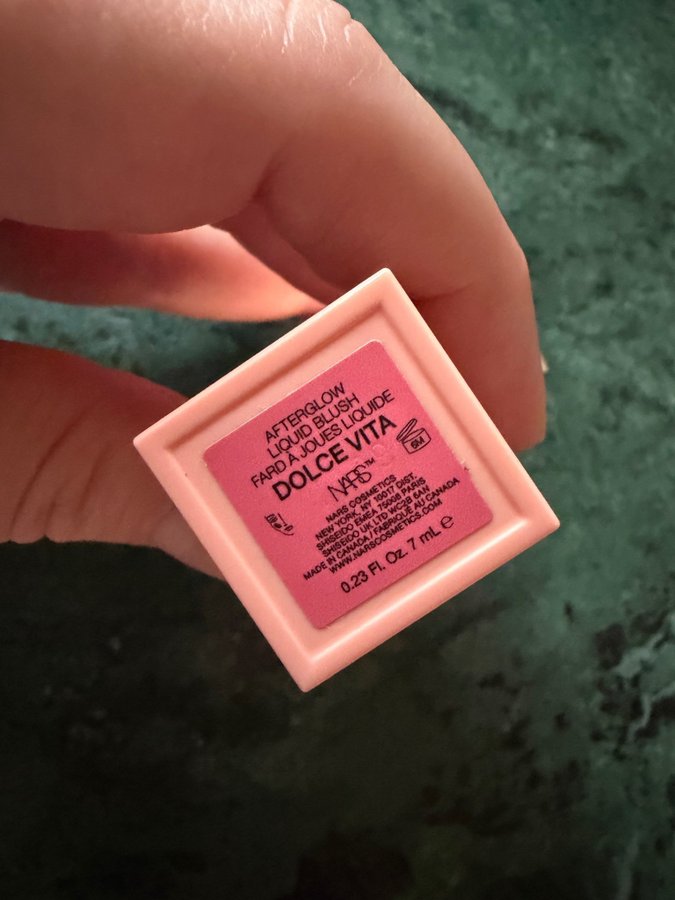 AFTERGLOW
LIQUID BLUSH
FARD À JOUES LIQUIDE
DOLCE VITA
NARS™
NARS COSMETICS
NEW YORK, NY 10017 DIST.
SHISEIDO EMEA 75008 PARIS
SHISEIDO UK LTD WC2B 6AN
MADE IN CANADA / FABRIQUÉ AU CANADA
WWW.NARSCOSMETICS.COM
0.23 Fl. Oz. 7 mL ℮